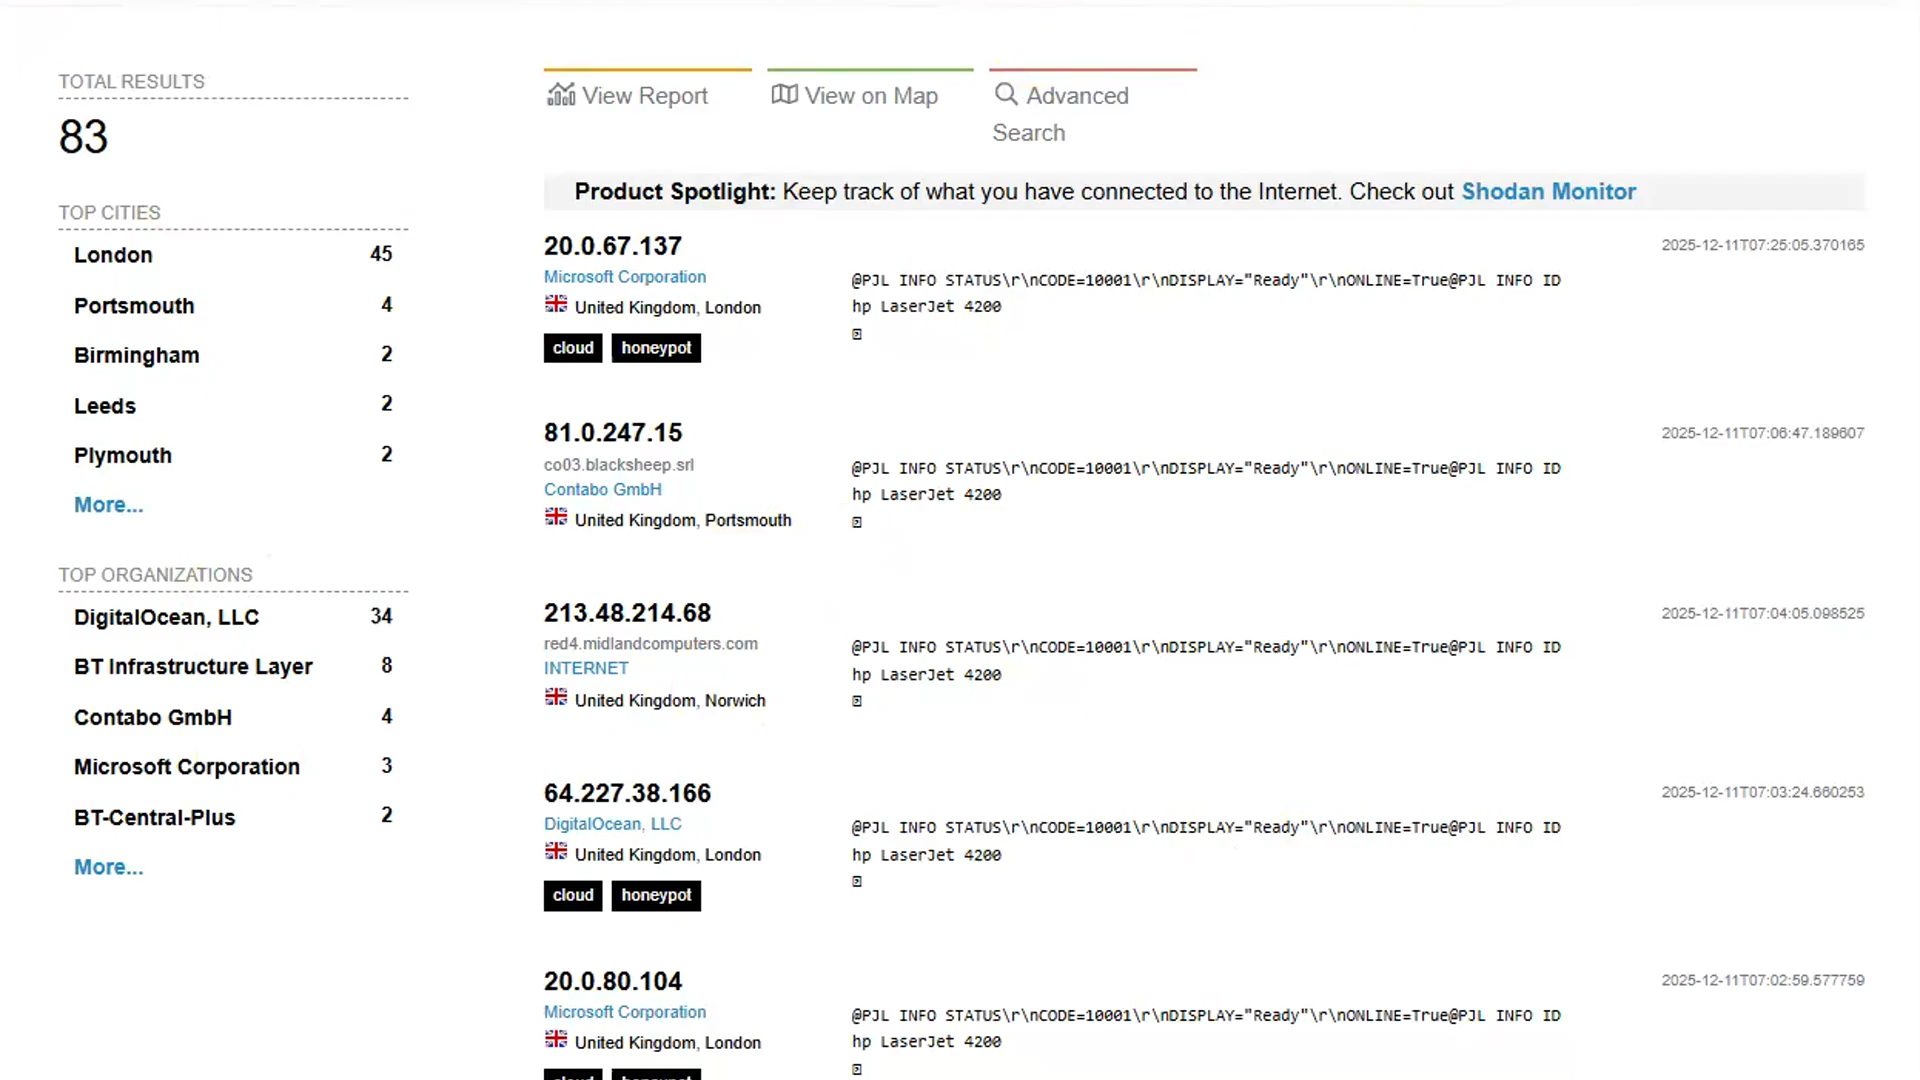 TOTAL RESULTS
83
TOP CITIES
London 45
Portsmouth 4
Birmingham 2
Leeds 2
Plymouth 2
More...
TOP ORGANIZATIONS
DigitalOcean, LLC 34
BT Infrastructure Layer 8
Contabo GmbH 4
Microsoft Corporation 3
BT-Central-Plus 2
More...
View Report
View on Map
Advanced
Search
Product Spotlight: Keep track of what you have connected to the Internet. Check out Shodan Monitor
20.0.67.137
Microsoft Corporation
United Kingdom, London
cloud honeypot
@PJL INFO STATUS\r\nCODE=10001\r\nDISPLAY="Ready"\r\nONLINE=True@PJL INFO ID
hp LaserJet 4200
2025-12-11T07:25:05.370165
81.0.247.15
co03.blacksheep.srl
Contabo GmbH
United Kingdom, Portsmouth
@PJL INFO STATUS\r\nCODE=10001\r\nDISPLAY="Ready"\r\nONLINE=True@PJL INFO ID
hp LaserJet 4200
2025-12-11T07:06:47.189607
213.48.214.68
red4.midlandcomputers.com
INTERNET
United Kingdom, Norwich
@PJL INFO STATUS\r\nCODE=10001\r\nDISPLAY="Ready"\r\nONLINE=True@PJL INFO ID
hp LaserJet 4200
2025-12-11T07:04:05.098525
64.227.38.166
DigitalOcean, LLC
United Kingdom, London
cloud honeypot
@PJL INFO STATUS\r\nCODE=10001\r\nDISPLAY="Ready"\r\nONLINE=True@PJL INFO ID
hp LaserJet 4200
2025-12-11T07:03:24.660253
20.0.80.104
Microsoft Corporation
United Kingdom, London
cloud honeypot
@PJL INFO STATUS\r\nCODE=10001\r\nDISPLAY="Ready"\r\nONLINE=True@PJL INFO ID
hp LaserJet 4200
2025-12-11T07:02:59.577759